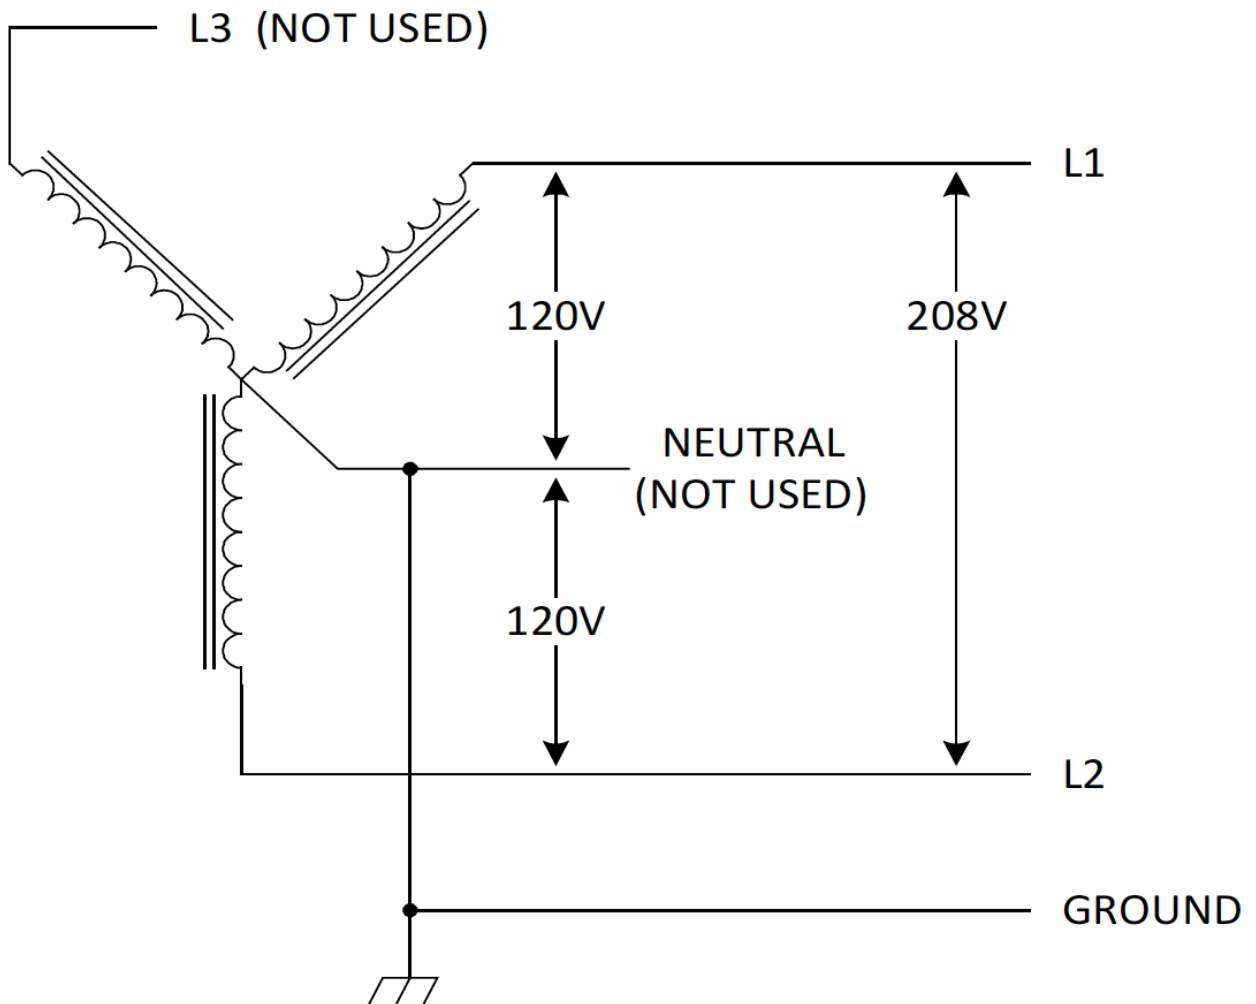 L3 (NOT USED)
L1
120V
208V
NEUTRAL
(NOT USED)
120V
L2
GROUND